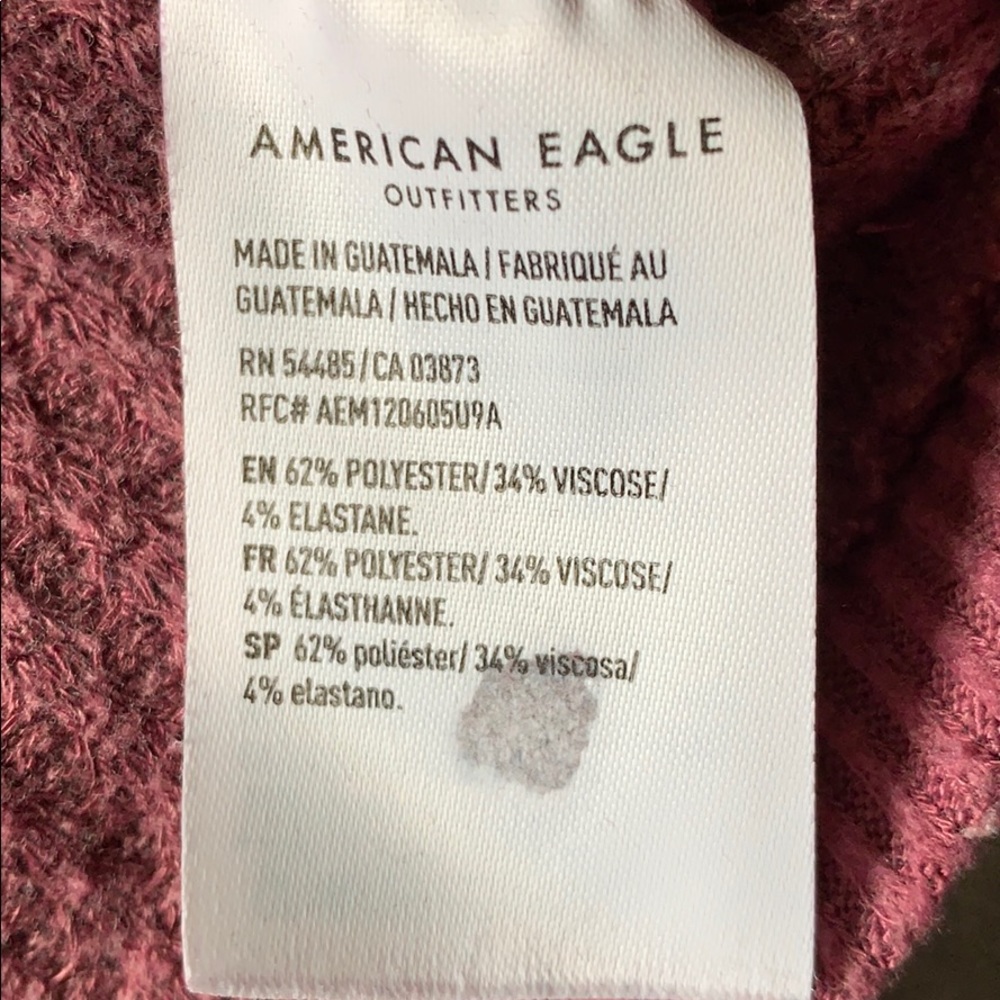 AMERICAN EAGLE
OUTFITTERS
MADE IN GUATEMALA / FABRIQUÉ AU
GUATEMALA / HECHO EN GUATEMALA
RN 54485 / CA 03873
RFC# AEM120605U9A
EN 62% POLYESTER/ 34% VISCOSE/
4% ELASTANE.
FR 62% POLYESTER/ 34% VISCOSE/
4% ÉLASTHANNE.
SP 62% poliéster/ 34% viscosa/
4% elastano.